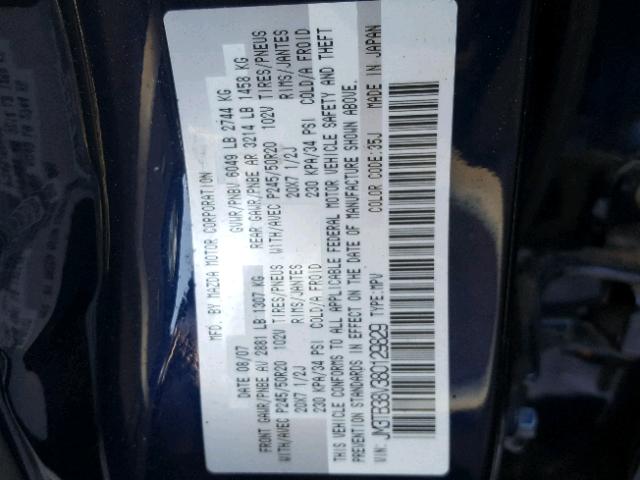 MFD. BY MAZDA MOTOR CORPORATION
DATE 08/07 GVWR/PNBV 6049 LB 2744 KG
FRONT GAWR/PNBE AV 2881 LB 1307 KG REAR GAWR/PNBE AR 3214 LB 1458 KG
WITH/AVEC P245/50R20 102V TIRES/PNEUS WITH/AVEC P245/50R20 102V TIRES/PNEUS
20X7 1/2J RIMS/JANTES 20X7 1/2J RIMS/JANTES
230 KPA/34 PSI COLD/A FROID 230 KPA/34 PSI COLD/A FROID
THIS VEHICLE CONFORMS TO ALL APPLICABLE FEDERAL MOTOR VEHICLE SAFETY AND THEFT
PREVENTION STANDARDS IN EFFECT ON THE DATE OF MANUFACTURE SHOWN ABOVE.
VIN: JM3TB38V380129829 TYPE:MPV COLOR CODE:35J MADE IN JAPAN